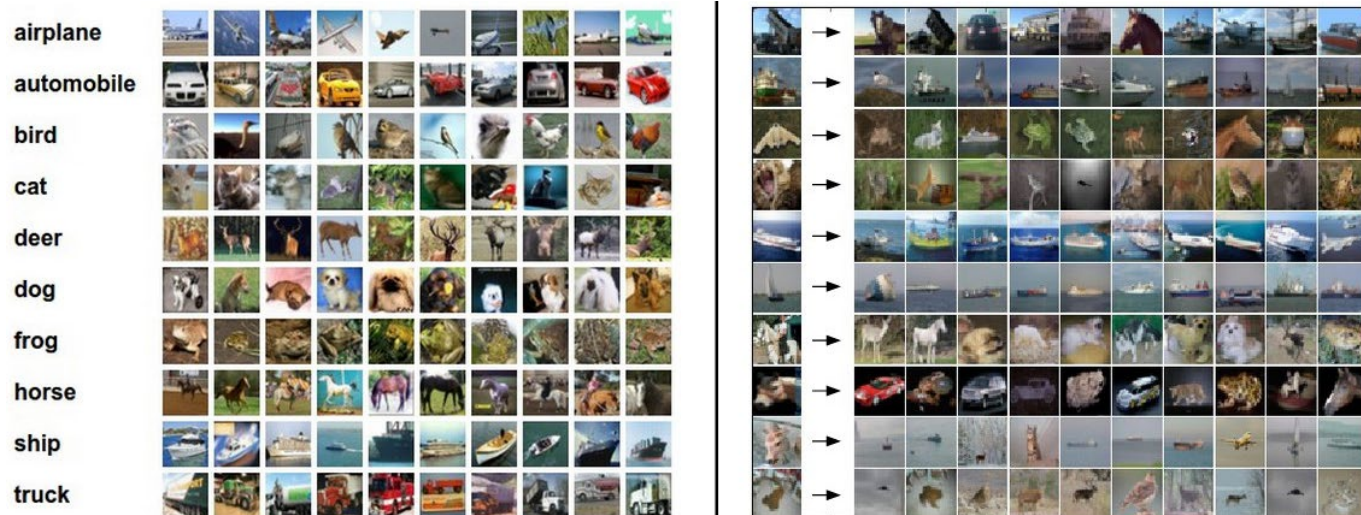 airplane
automobile
bird
cat
deer
dog
frog
horse
ship
truck